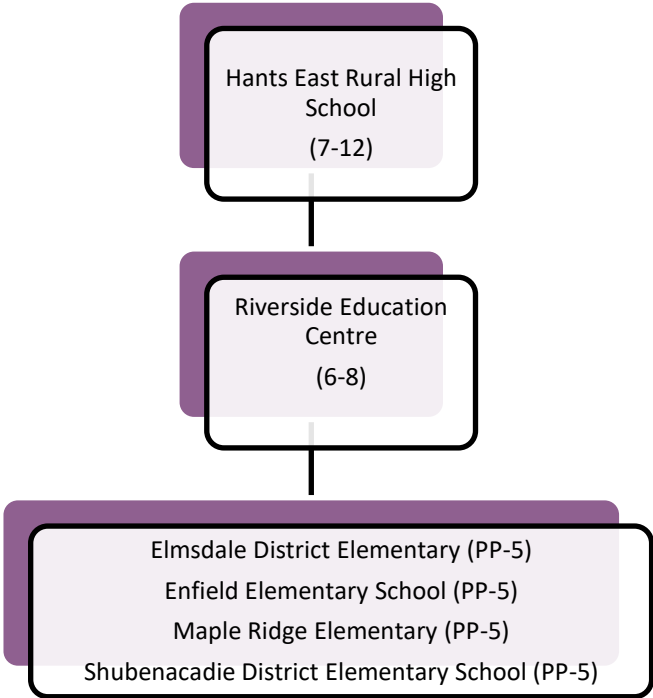 Hants East Rural High
School
(7-12)
Riverside Education
Centre
(6-8)
Elmsdale District Elementary (PP-5)
Enfield Elementary School (PP-5)
Maple Ridge Elementary (PP-5)
Shubenacadie District Elementary School (PP-5)